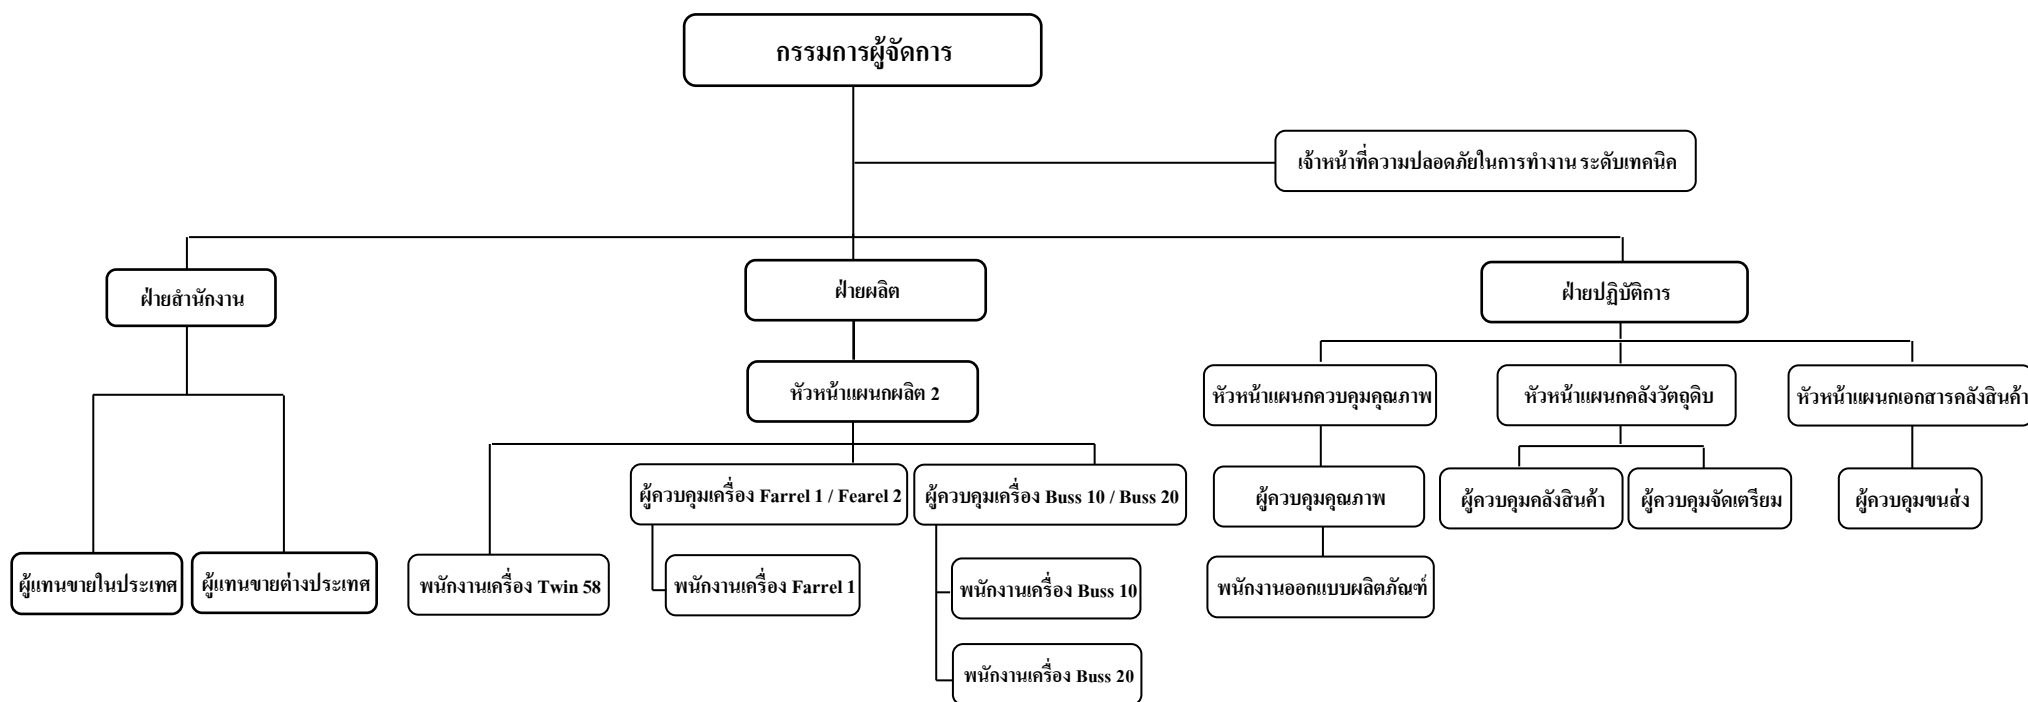 กรรมการผู้จัดการ
เจ้าหน้าที่ความปลอดภัยในการทำงาน ระดับเทคนิค
ฝ่ายสำนักงาน
ฝ่ายผลิต
ฝ่ายปฏิบัติการ
หัวหน้าแผนกผลิต 2
หัวหน้าแผนกควบคุมคุณภาพ
หัวหน้าแผนกคลังวัตถุดิบ
หัวหน้าแผนกเอกสารคลังสินค้า
ผู้ควบคุมเครื่อง Farrel 1 / Fearel 2
ผู้ควบคุมเครื่อง Buss 10 / Buss 20
ผู้ควบคุมคุณภาพ
ผู้ควบคุมคลังสินค้า
ผู้ควบคุมจัดเตรียม
ผู้ควบคุมขนส่ง
ผู้แทนขายในประเทศ
ผู้แทนขายต่างประเทศ
พนักงานเครื่อง Twin 58
พนักงานเครื่อง Farrel 1
พนักงานเครื่อง Buss 10
พนักงานออกแบบผลิตภัณฑ์
พนักงานเครื่อง Buss 20